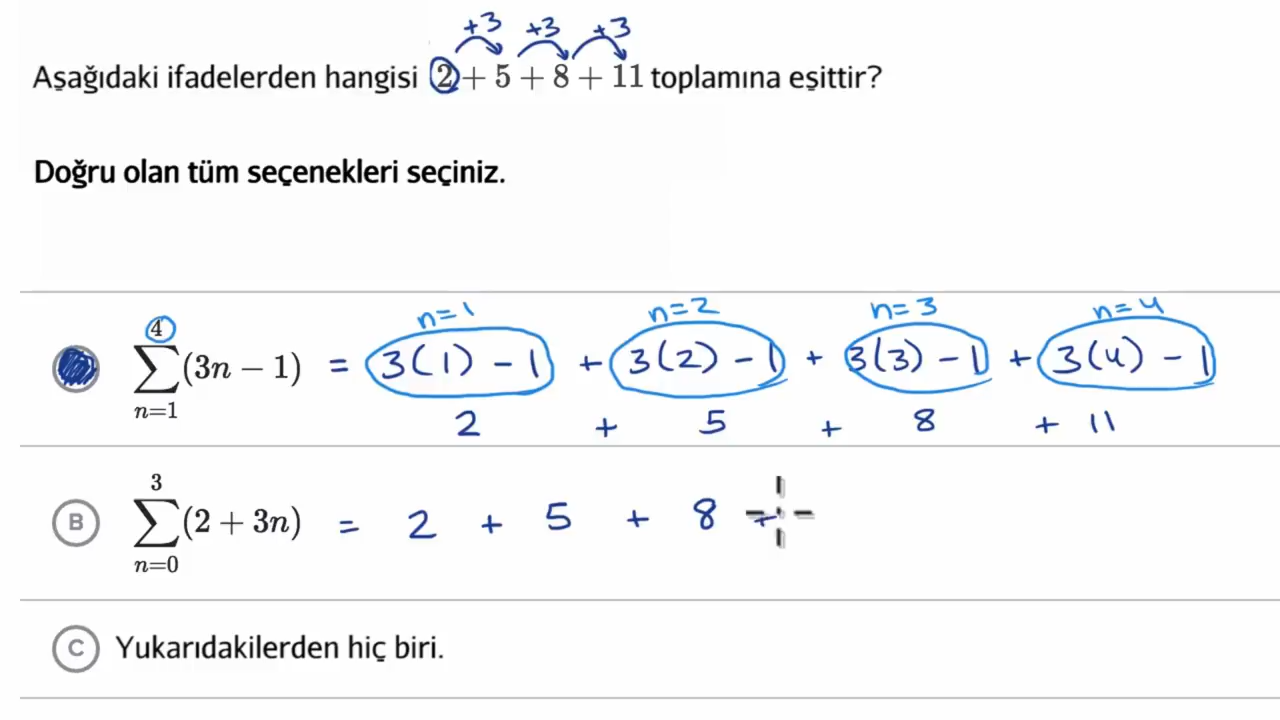 +3 +3 +3
Aşağıdaki ifadelerden hangisi 2 + 5 + 8 + 11 toplamına eşittir?
Doğru olan tüm seçenekleri seçiniz.
n=1 n=2 n=3 n=4
4
∑ (3n − 1) = 3(1) - 1 + 3(2) - 1 + 3(3) - 1 + 3(4) - 1
n=1
2 + 5 + 8 + 11
3
B ∑ (2 + 3n) = 2 + 5 + 8 +
n=0
C Yukarıdakilerden hiç biri.